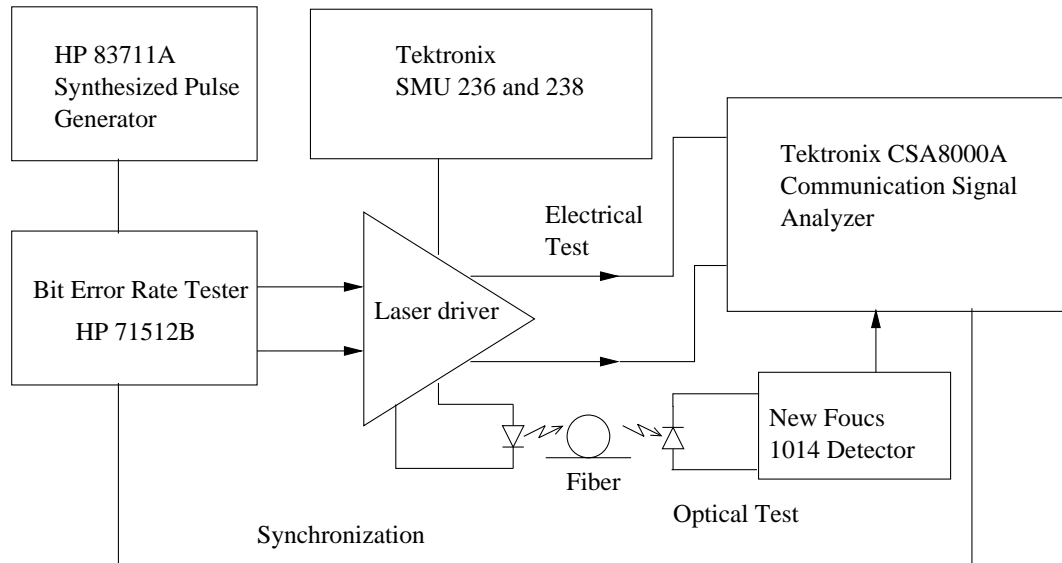 HP 83711A
Synthesized Pulse
Generator
Tektronix
SMU 236 and 238
Tektronix CSA8000A
Communication Signal
Analyzer
Electrical
Test
Bit Error Rate Tester
HP 71512B
Laser driver
New Foucs
1014 Detector
Fiber
Optical Test
Synchronization